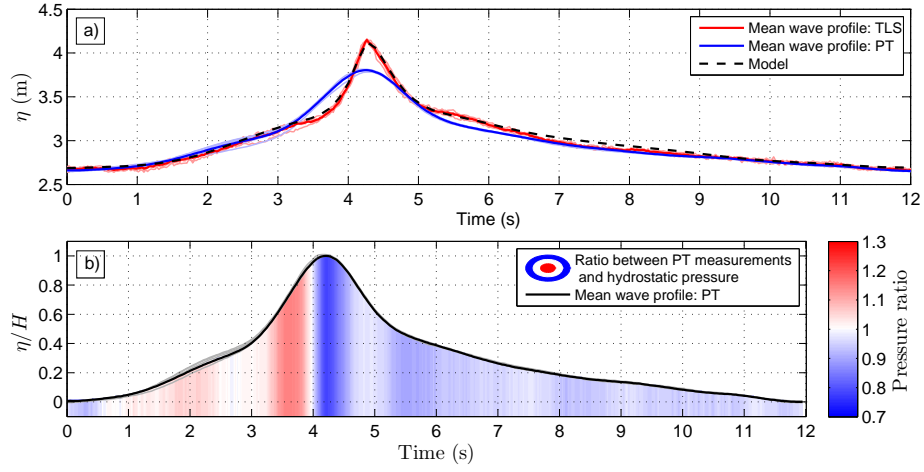 a)
4.5
4
3.5
3
2.5
η (m)
Mean wave profile: TLS
Mean wave profile: PT
Model
0 1 2 3 4 5 6 7 8 9 10 11 12
Time (s)
b)
1
0.8
0.6
0.4
0.2
0
η/H
Ratio between PT measurements
and hydrostatic pressure
Mean wave profile: PT
0 1 2 3 4 5 6 7 8 9 10 11 12
Time (s)
1.3
1.2
1.1
1
0.9
0.8
0.7
Pressure ratio